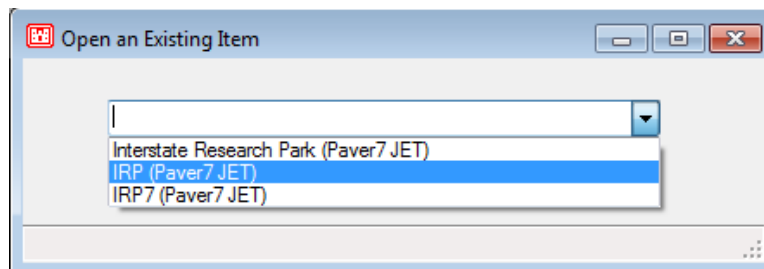 Open an Existing Item
Interstate Research Park (Paver7 JET)
IRP (Paver7 JET)
IRP7 (Paver7 JET)